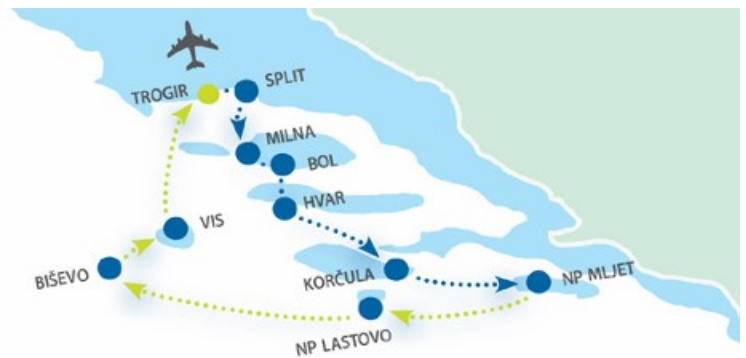 TROGIR
SPLIT
MILNA
BOL
HVAR
VIS
BIŠEVO
KORČULA
NP MLJET
NP LASTOVO